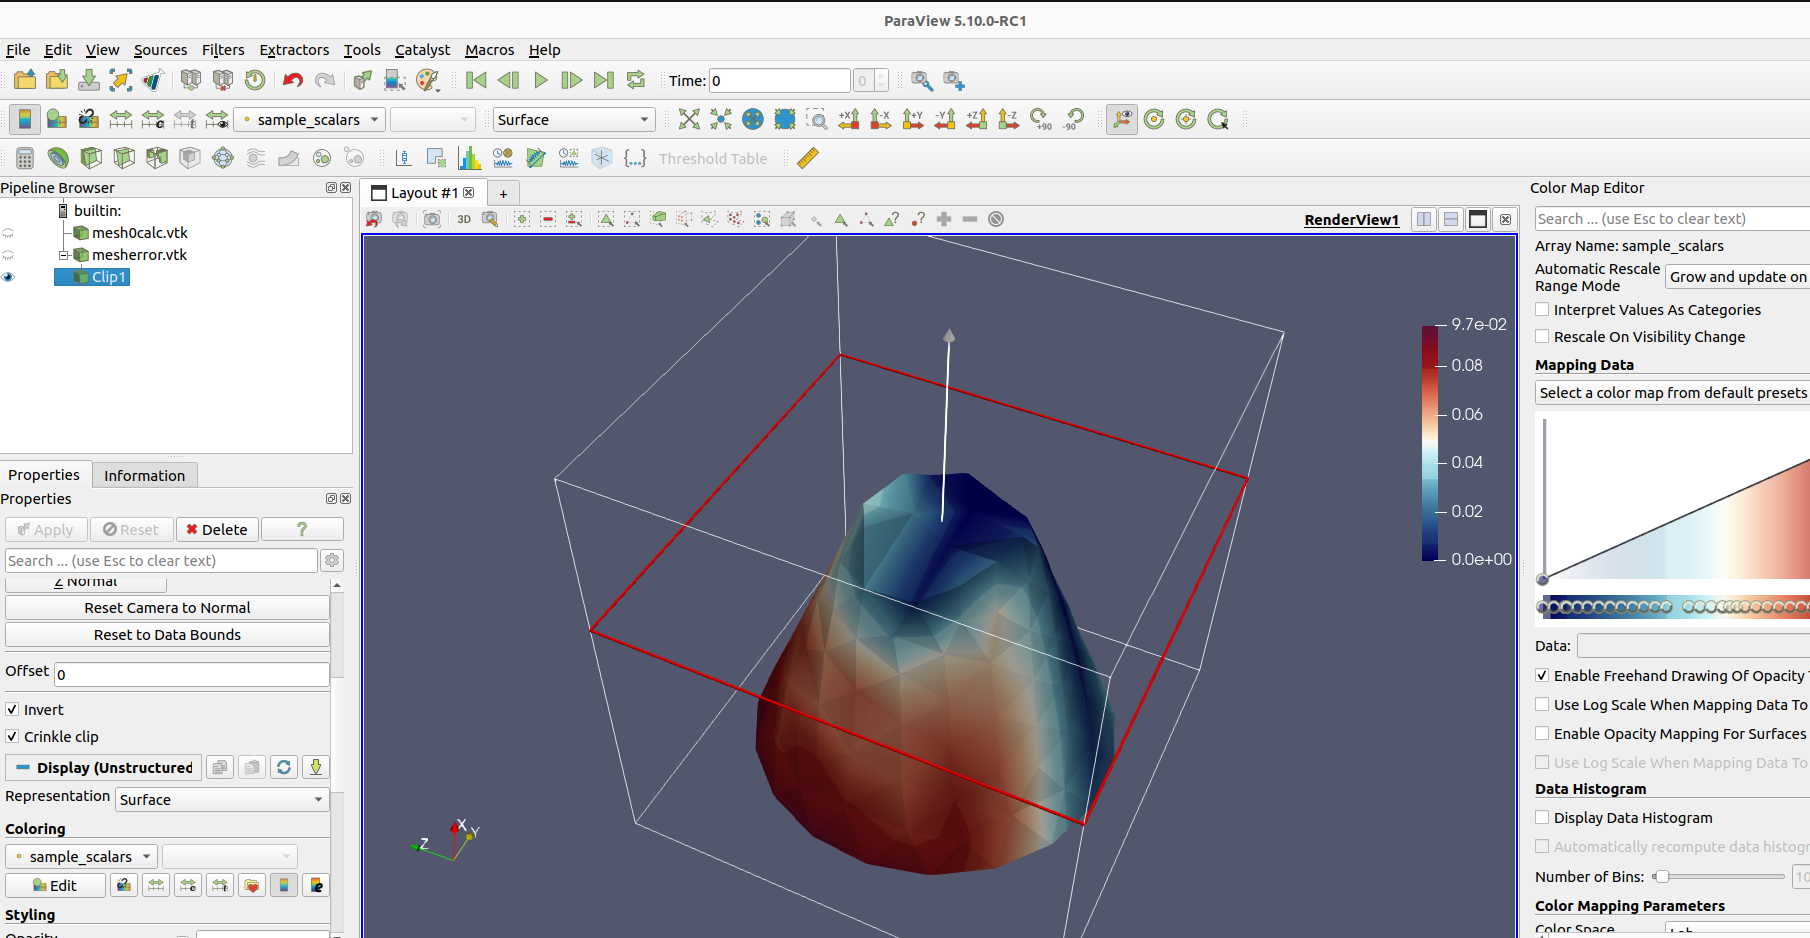 ParaView 5.10.0-RC1
File Edit View Sources Filters Extractors Tools Catalyst Macros Help
Time: 0 0
sample_scalars Surface +X -X +Y -Y +Z -Z +90 -90
Threshold Table
Pipeline Browser
builtin:
mesh0calc.vtk
mesherror.vtk
Clip1
Properties Information
Properties
Apply Reset Delete ?
Search ... (use Esc to clear text)
Z Normal
Reset Camera to Normal
Reset to Data Bounds
Offset 0
Invert
Crinkle clip
Display (Unstructured
Representation Surface
Coloring
sample_scalars
Edit
Styling
Opacity
Layout #1 +
3D RenderView1
9.7e-02
0.08
0.06
0.04
0.02
0.0e+00
X
Y
Z
Color Map Editor
Search ... (use Esc to clear text)
Array Name: sample_scalars
Automatic Rescale
Range Mode Grow and update on
Interpret Values As Categories
Rescale On Visibility Change
Mapping Data
Select a color map from default presets
Data:
Enable Freehand Drawing Of Opacity
Use Log Scale When Mapping Data To
Enable Opacity Mapping For Surfaces
Use Log Scale When Mapping Data To
Data Histogram
Display Data Histogram
Automatically recompute data histogr
Number of Bins: 10
Color Mapping Parameters
Color Space Lab